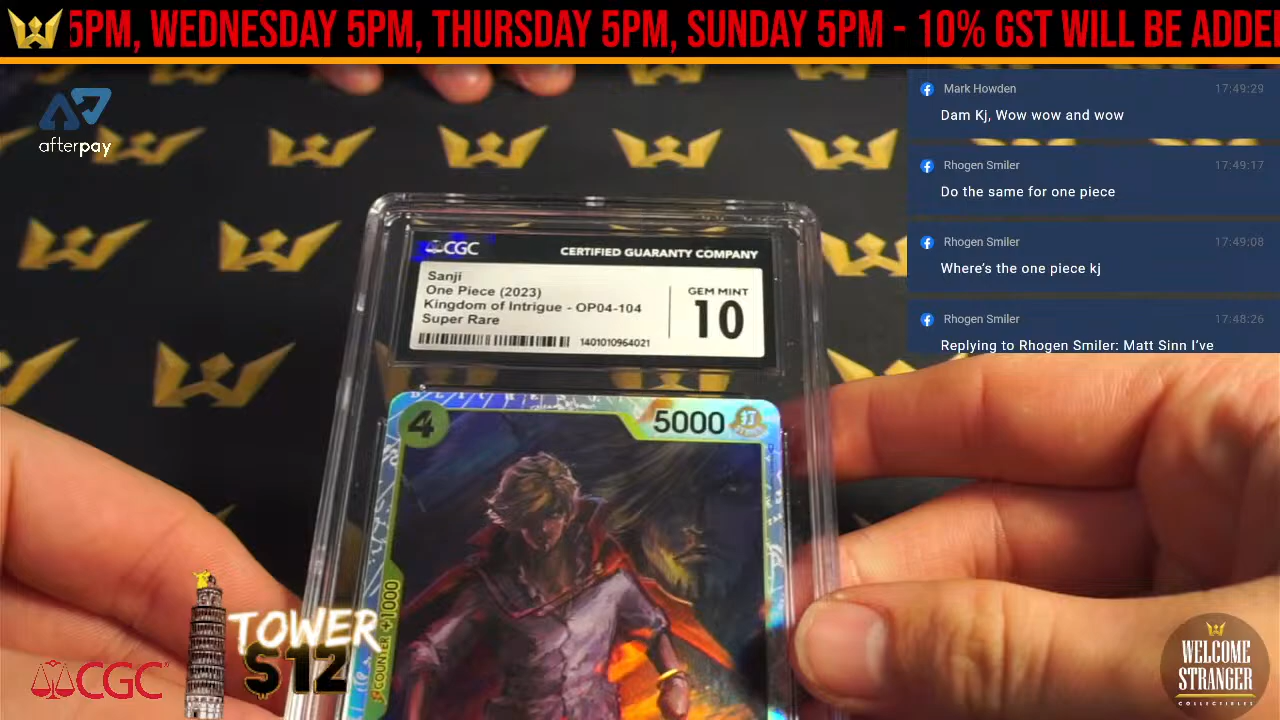 5PM, WEDNESDAY 5PM, THURSDAY 5PM, SUNDAY 5PM - 10% GST WILL BE ADDE
afterpay
Mark Howden 17:49:29
Dam Kj, Wow wow and wow
Rhogen Smiler 17:49:17
Do the same for one piece
Rhogen Smiler 17:49:08
Where's the one piece kj
Rhogen Smiler 17:48:26
Replying to Rhogen Smiler: Matt Sinn I've
CGC CERTIFIED GUARANTY COMPANY
Sanji
One Piece (2023)
Kingdom of Intrigue - OP04-104
Super Rare
GEM MINT
10
1401010964021
4
5000
打
COUNTER +1000
TOWER
$12
CGC
WELCOME
STRANGER
COLLECTIBLES